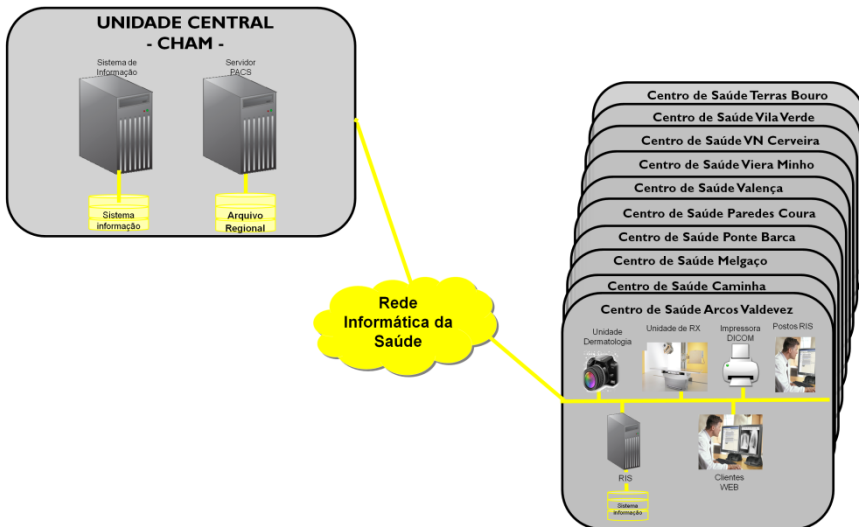 UNIDADE CENTRAL
- CHAM -
Sistema de
Informação
Servidor
PACS
Sistema
informação
Arquivo
Regional
Rede
Informática da
Saúde
Centro de Saúde Terras Bouro
Centro de Saúde Vila Verde
Centro de Saúde VN Cerveira
Centro de Saúde Viera Minho
Centro de Saúde Valença
Centro de Saúde Paredes Coura
Centro de Saúde Ponte Barca
Centro de Saúde Melgaço
Centro de Saúde Caminha
Centro de Saúde Arcos Valdevez
Unidade
Dermatologia
Unidade de RX
Impressora
DICOM
Postos RIS
RIS
Sistema
informação
Clientes
WEB